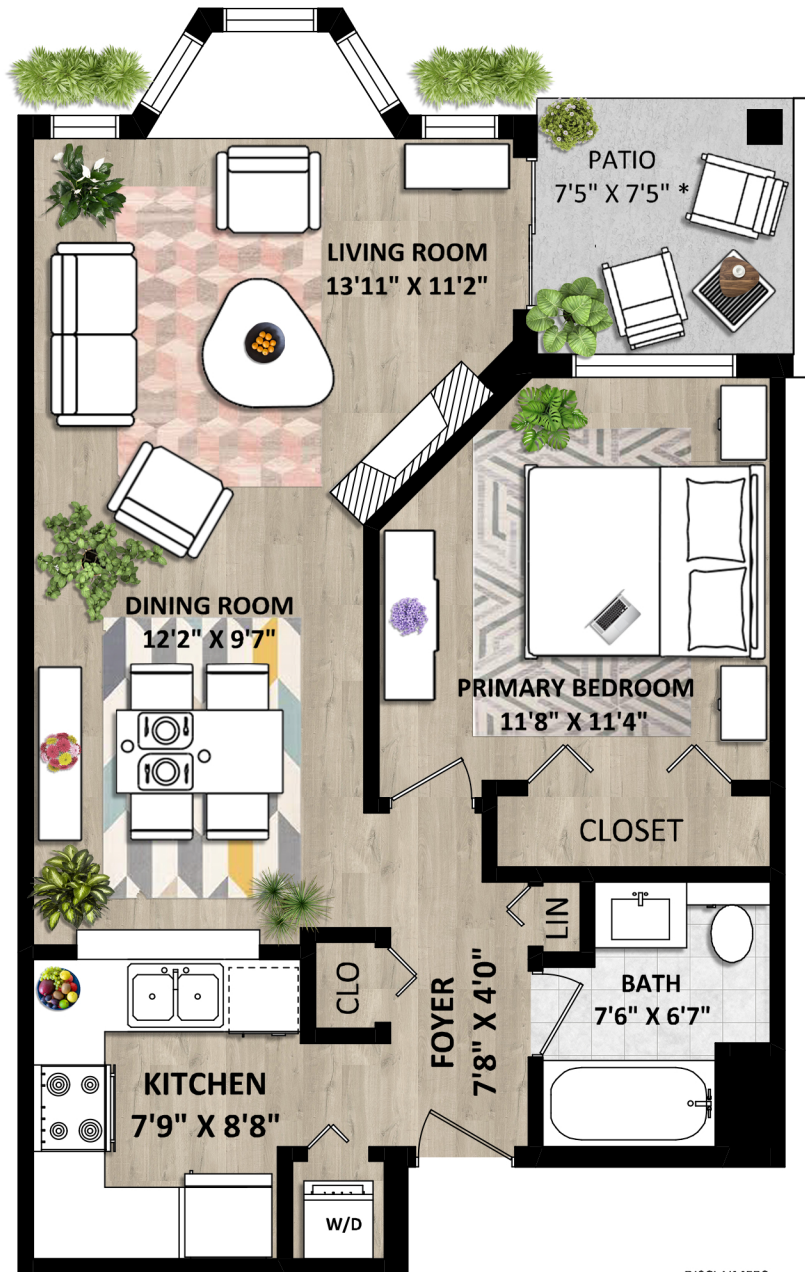 PATIO
7'5" X 7'5" *
LIVING ROOM
13'11" X 11'2"
DINING ROOM
12'2" X 9'7"
PRIMARY BEDROOM
11'8" X 11'4"
CLOSET
LIN
CLO
FOYER
7'8" X 4'0"
BATH
7'6" X 6'7"
KITCHEN
7'9" X 8'8"
W/D